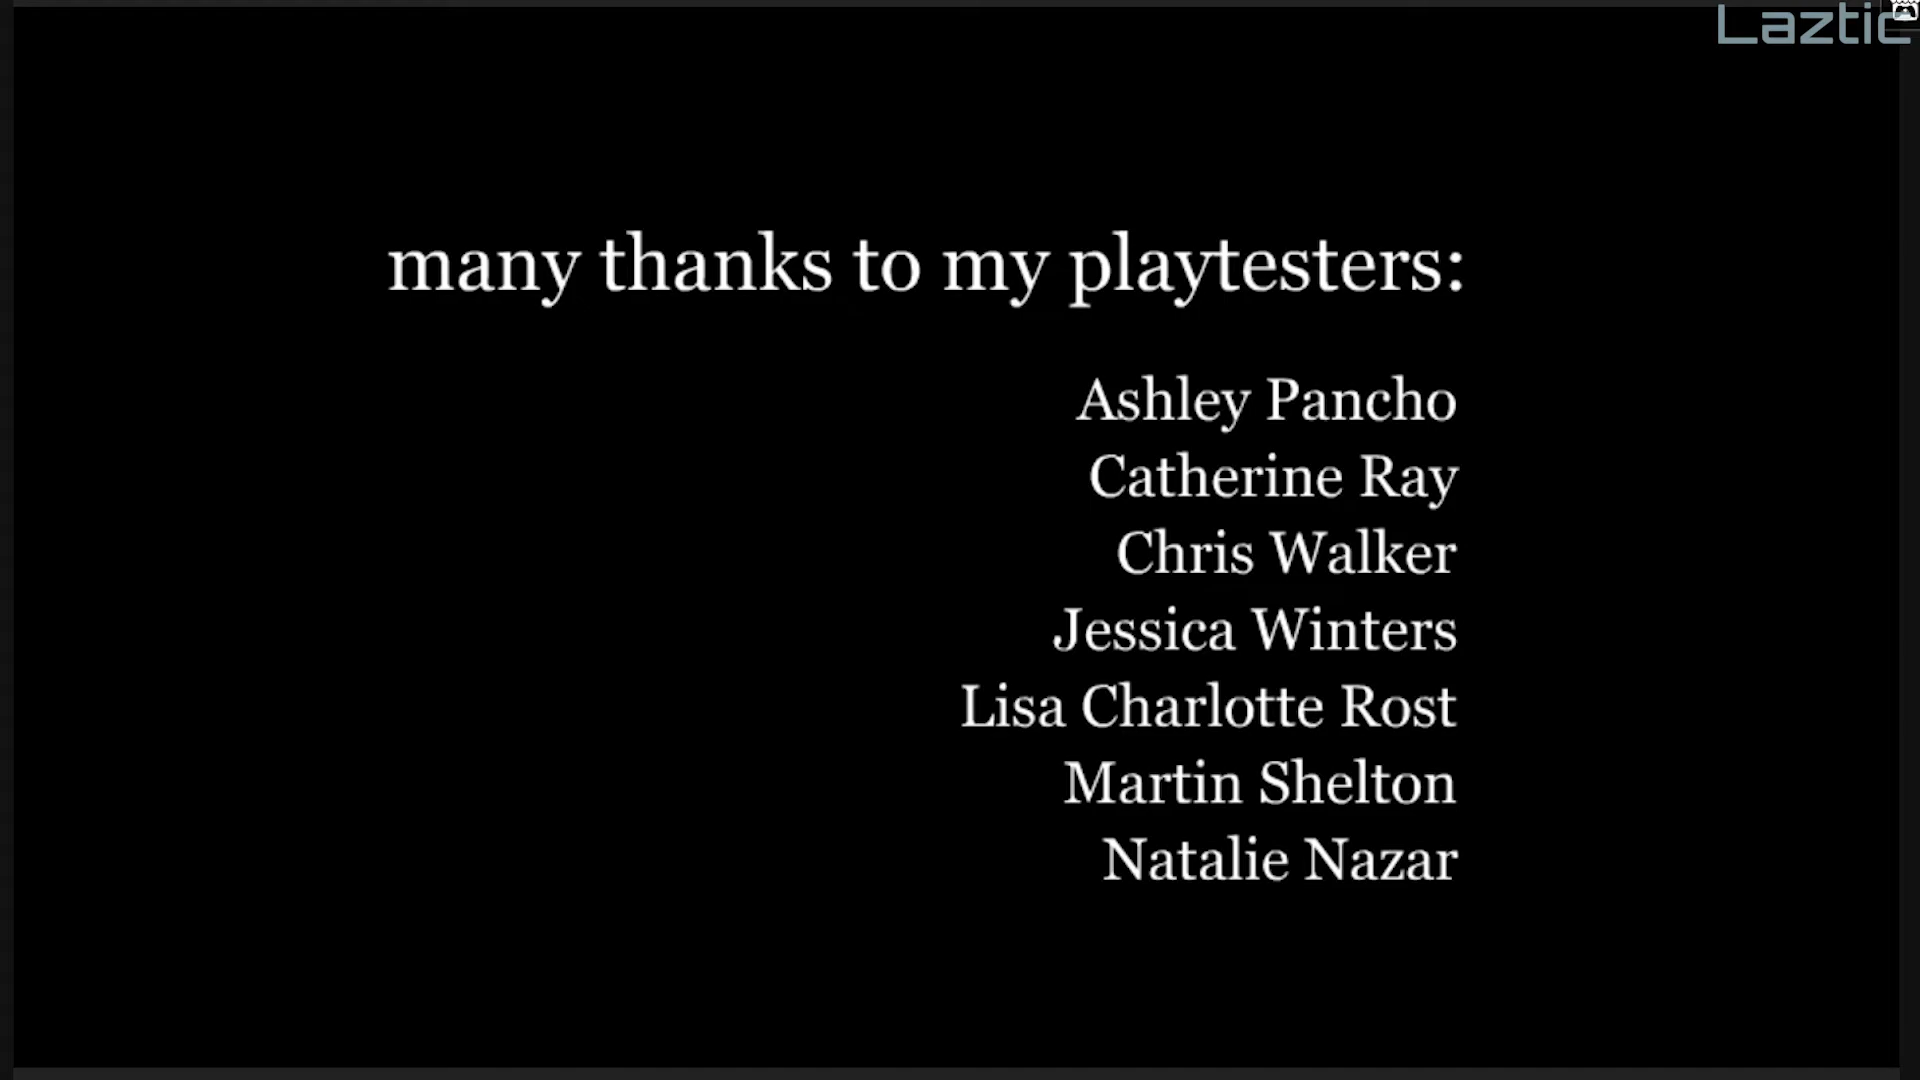 Laztic
many thanks to my playtesters:
Ashley Pancho
Catherine Ray
Chris Walker
Jessica Winters
Lisa Charlotte Rost
Martin Shelton
Natalie Nazar